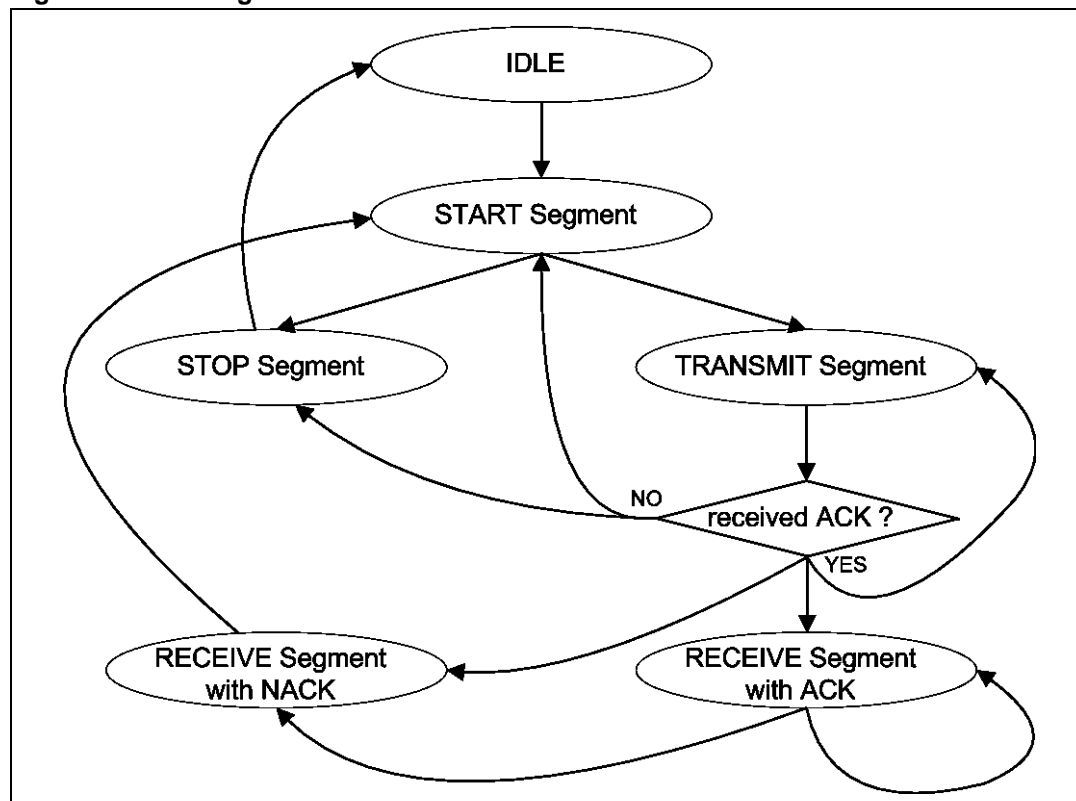 IDLE
START Segment
STOP Segment
TRANSMIT Segment
NO
received ACK ?
YES
RECEIVE Segment
with NACK
RECEIVE Segment
with ACK